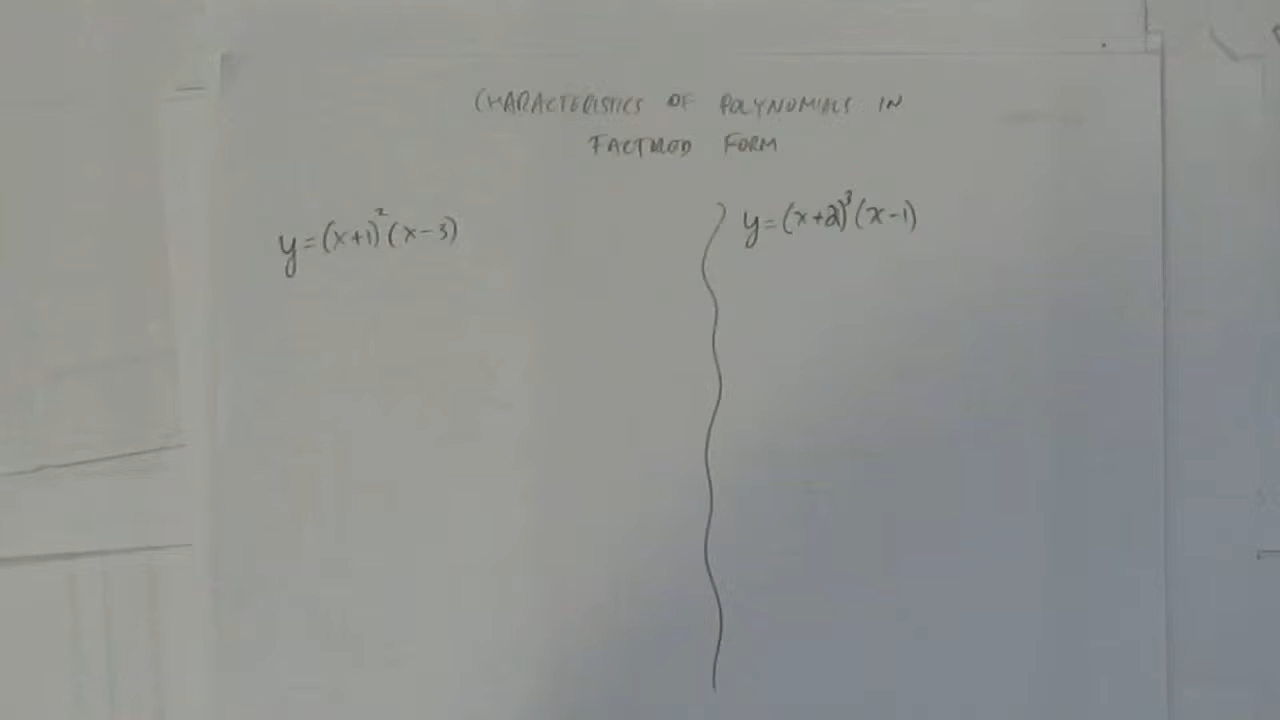 CHARACTERISTICS OF POLYNOMIALS IN
FACTORED FORM
y=(x+1)²(x-3)
y=(x+2)³(x-1)